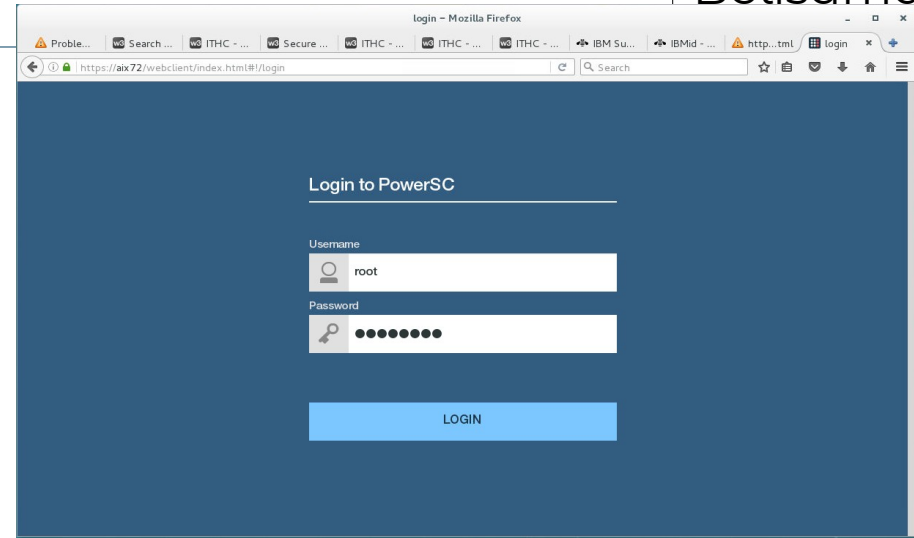 login - Mozilla Firefox
Proble... Search ... ITHC - ... Secure ... ITHC - ... ITHC - ... ITHC - ... IBM Su... IBMid - ... http...tml login
https://aix72/webclient/index.html#!/login Search
Login to PowerSC
Username
root
Password
LOGIN